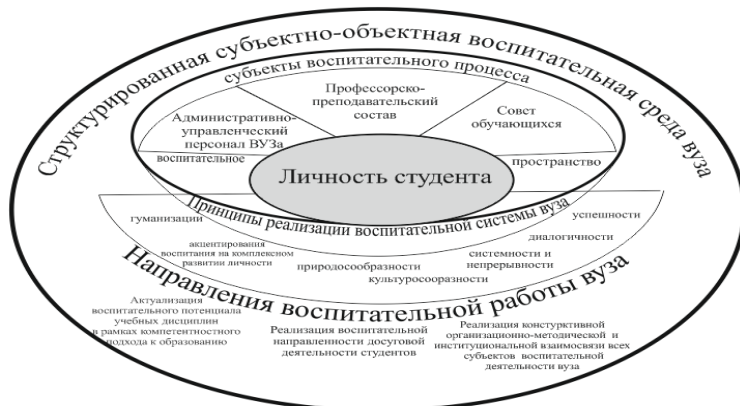 Структурированная субъектно-объектная воспитательная среда вуза
субъекты воспитательного процесса
Профессорско-
преподавательский
состав
Административно-
управленческий
персонал ВУЗа
Совет
обучающихся
воспитательное
пространство
Личность студента
Принципы реализации воспитательной системы вуза
гуманизации
успешности
акцентирования
воспитания на комплексном
развитии личности
диалогичности
природосообразности
культуросооразности
системности и
непрерывности
Направления воспитательной работы вуза
Актуализация
воспитательного потенциала
учебных дисциплин
в рамках компетентностного
подхода к образованию
Реализация воспитательной
направленности досуговой
деятельности студентов
Реализация констурктивной
организационно-методической и
институциональной взаимосвязи всех
субъектов воспитательной
деятельности вуза